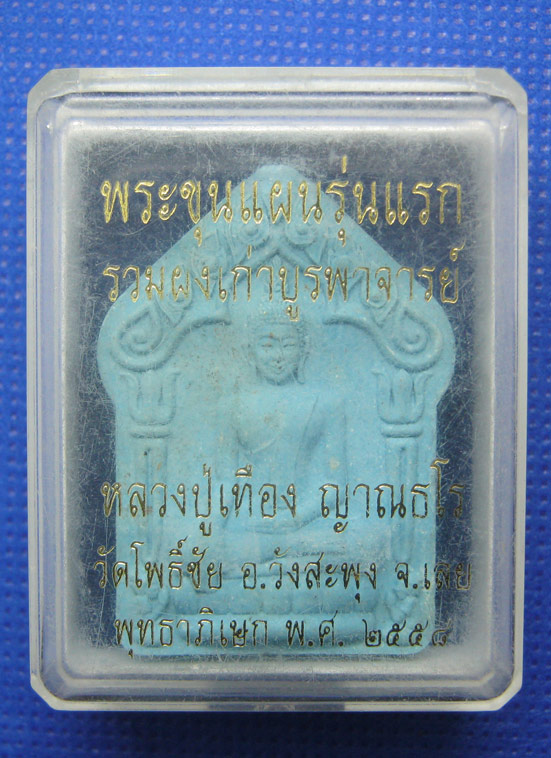 พระขุนแผนรุ่นแรก
รวมผงเก่าบูรพาจารย์
หลวงปู่เทือง ญาณธโร
วัดโพธิ์ชัย อ.วังสะพุง จ.เลย
พุทธาภิเษก พ.ศ. ๒๕๕๔